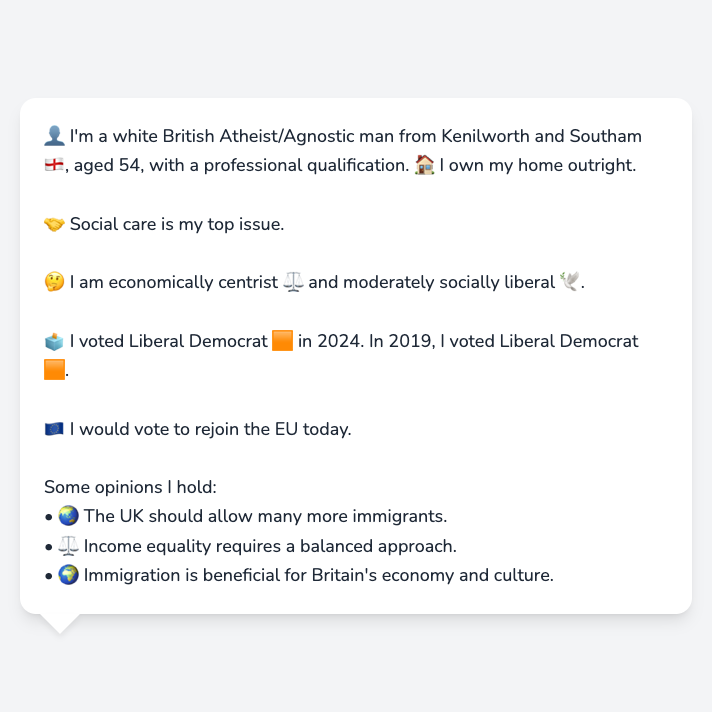 👤 I'm a white British Atheist/Agnostic man from Kenilworth and Southam
🏴󠁧󠁢󠁥󠁮󠁧󠁿, aged 54, with a professional qualification. 🏠 I own my home outright.
🤝 Social care is my top issue.
🤔 I am economically centrist ⚖️ and moderately socially liberal 🕊️.
🗳️ I voted Liberal Democrat 🟧 in 2024. In 2019, I voted Liberal Democrat
🟧.
🇪🇺 I would vote to rejoin the EU today.
Some opinions I hold:
• 🌏 The UK should allow many more immigrants.
• ⚖️ Income equality requires a balanced approach.
• 🌍 Immigration is beneficial for Britain's economy and culture.